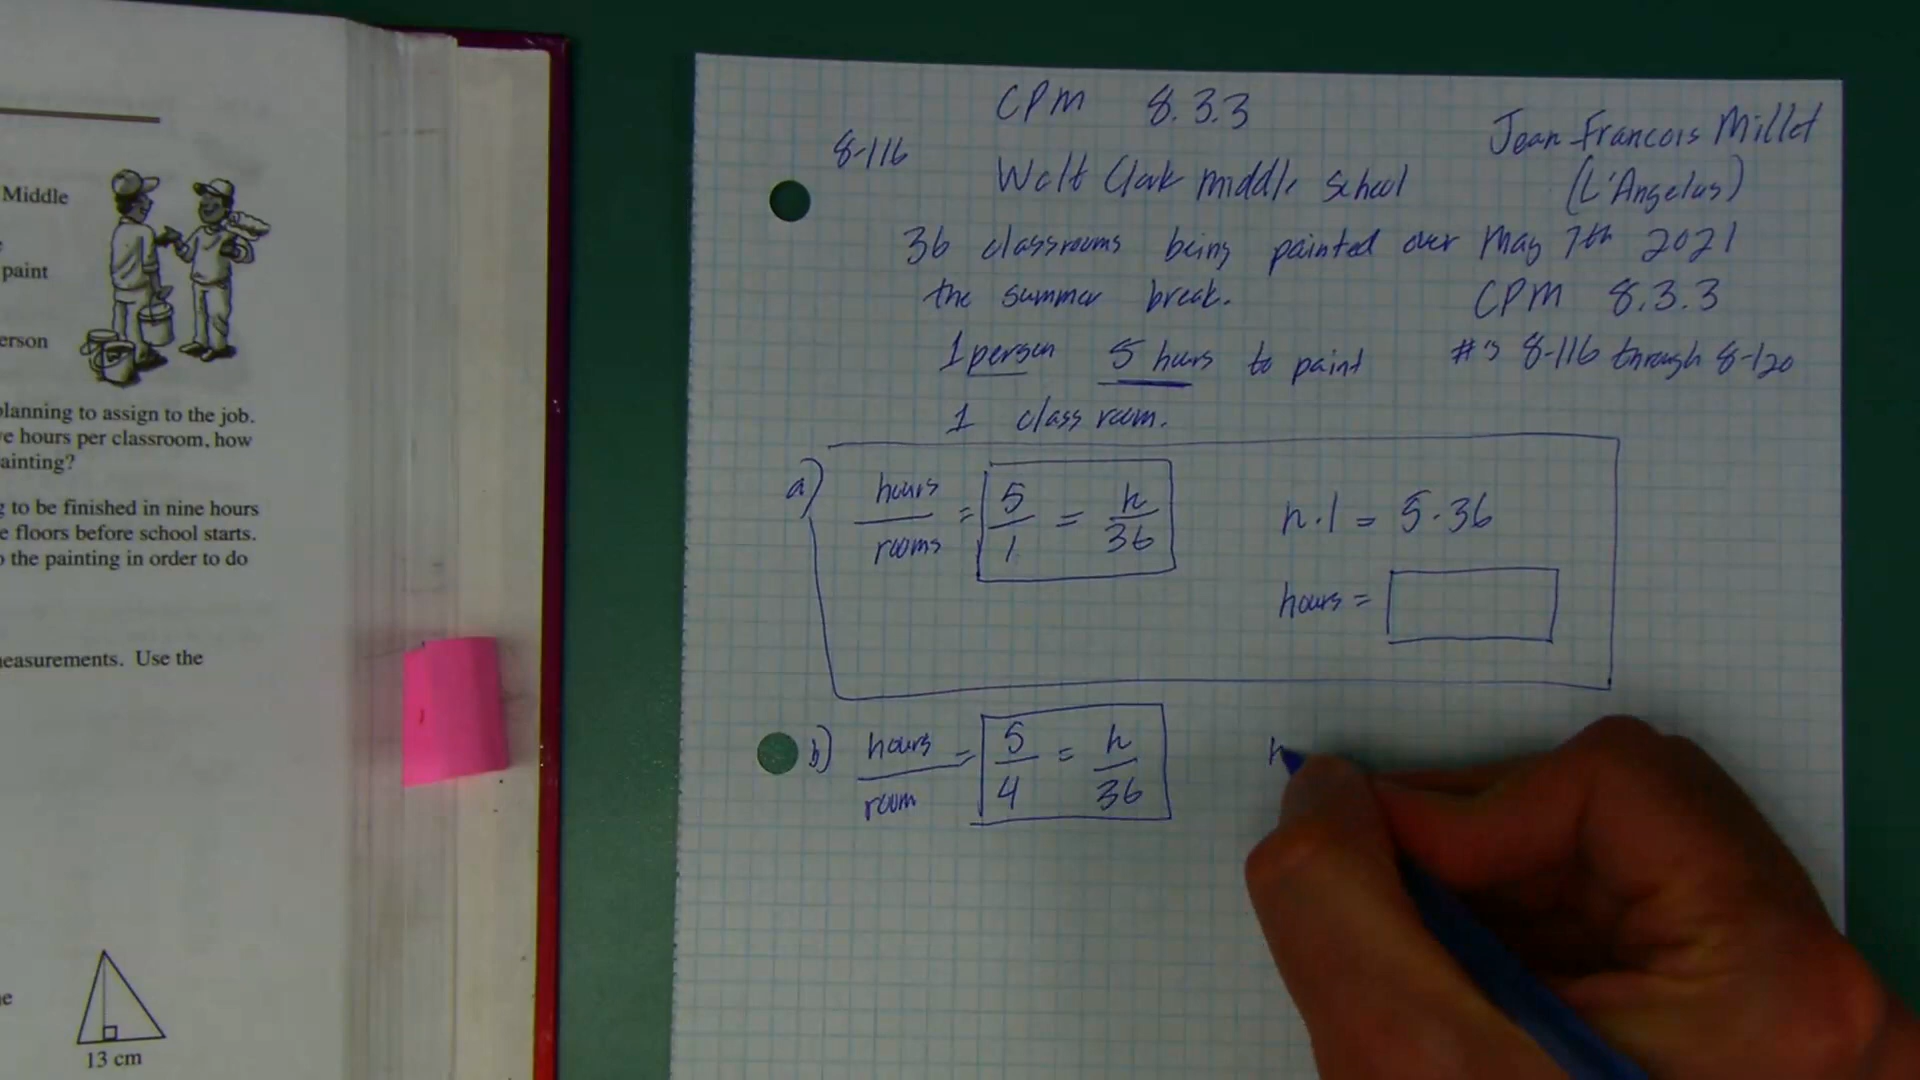 Middle
paint
erson
planning to assign to the job.
e hours per classroom, how
ainting?
g to be finished in nine hours
e floors before school starts.
o the painting in order to do
neasurements. Use the
13 cm
CPM 8.3.3
8-116
Walt Clark Middle School
36 classrooms being painted over
the summer break.
1 person 5 hours to paint
1 classroom.
Jean Francois Millet
(L'Angelus)
May 7th 2021
CPM 8.3.3
#'s 8-116 through 8-120
a) hours/rooms = 5/1 = h/36
h·1 = 5·36
hours =
b) hours/room = 5/4 = h/36
h